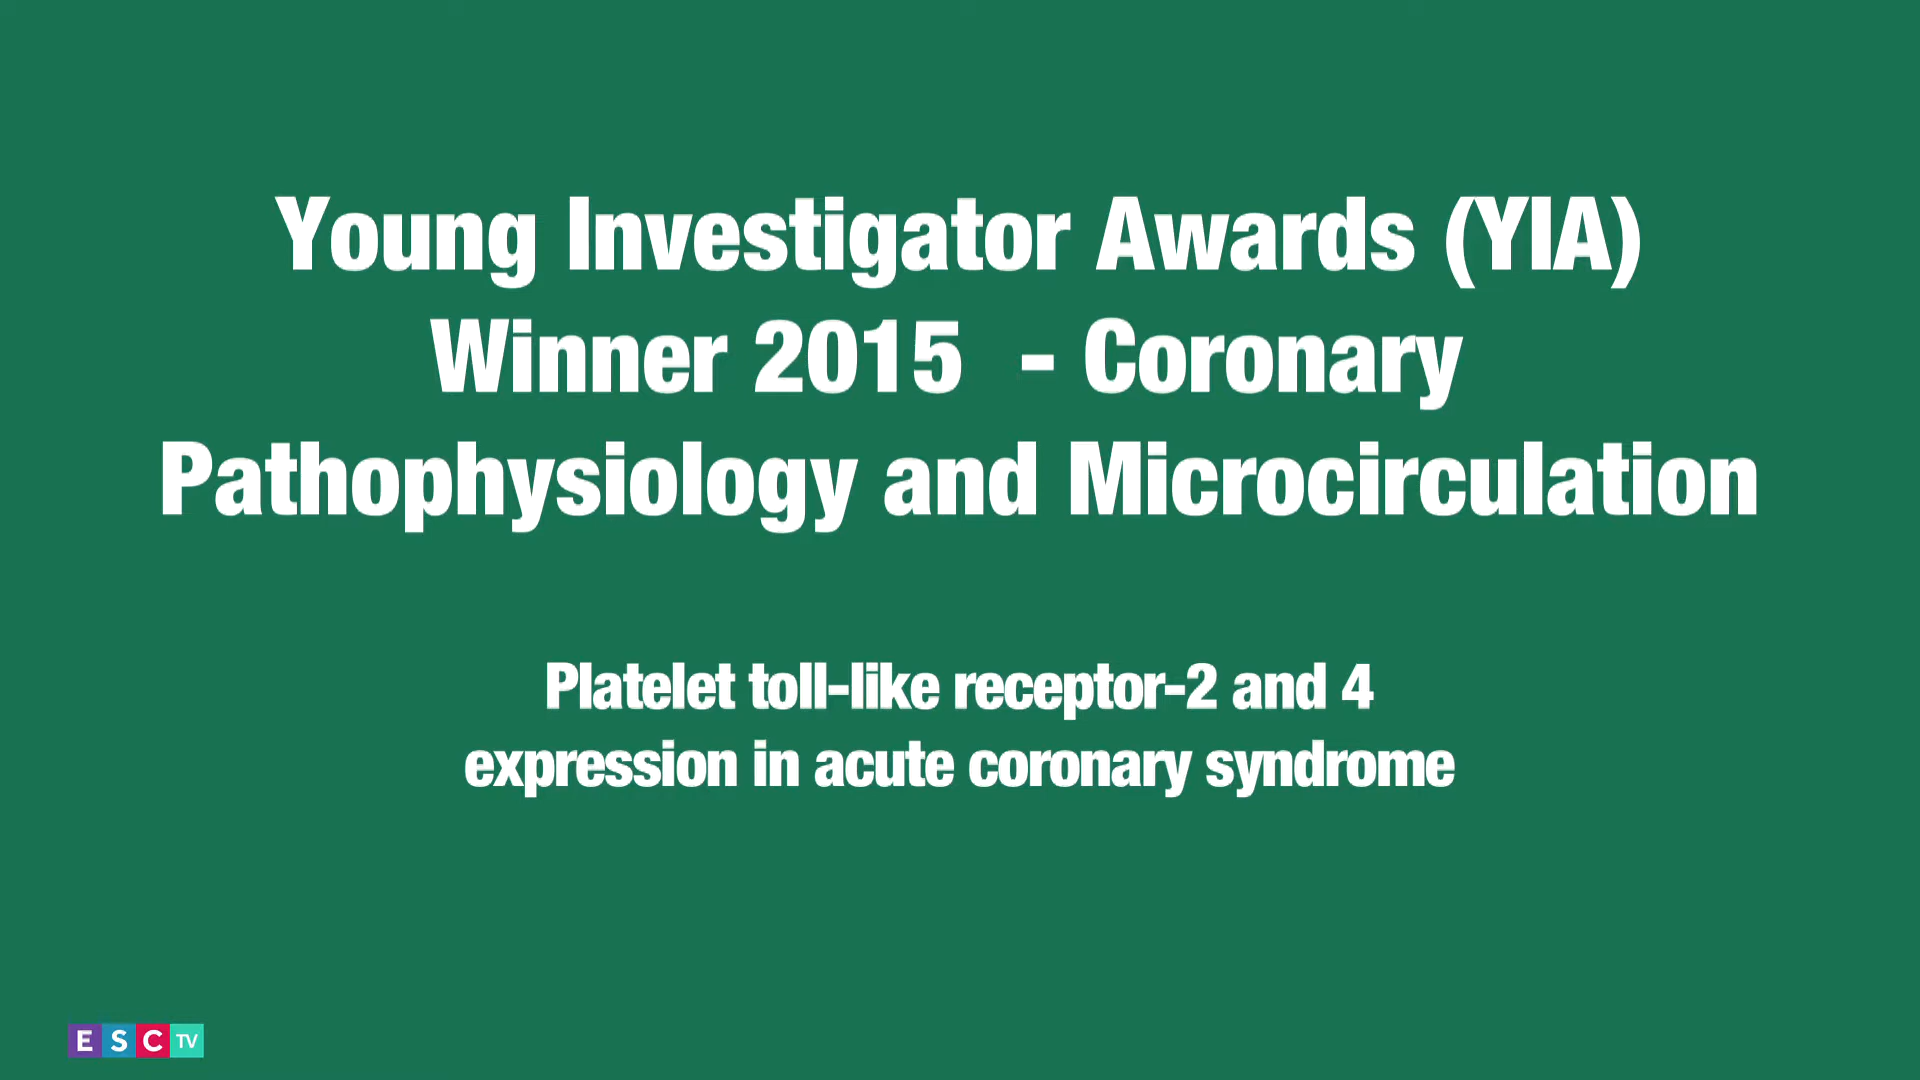 Young Investigator Awards (YIA)
Winner 2015 - Coronary
Pathophysiology and Microcirculation
Platelet toll-like receptor-2 and 4
expression in acute coronary syndrome
ESC TV